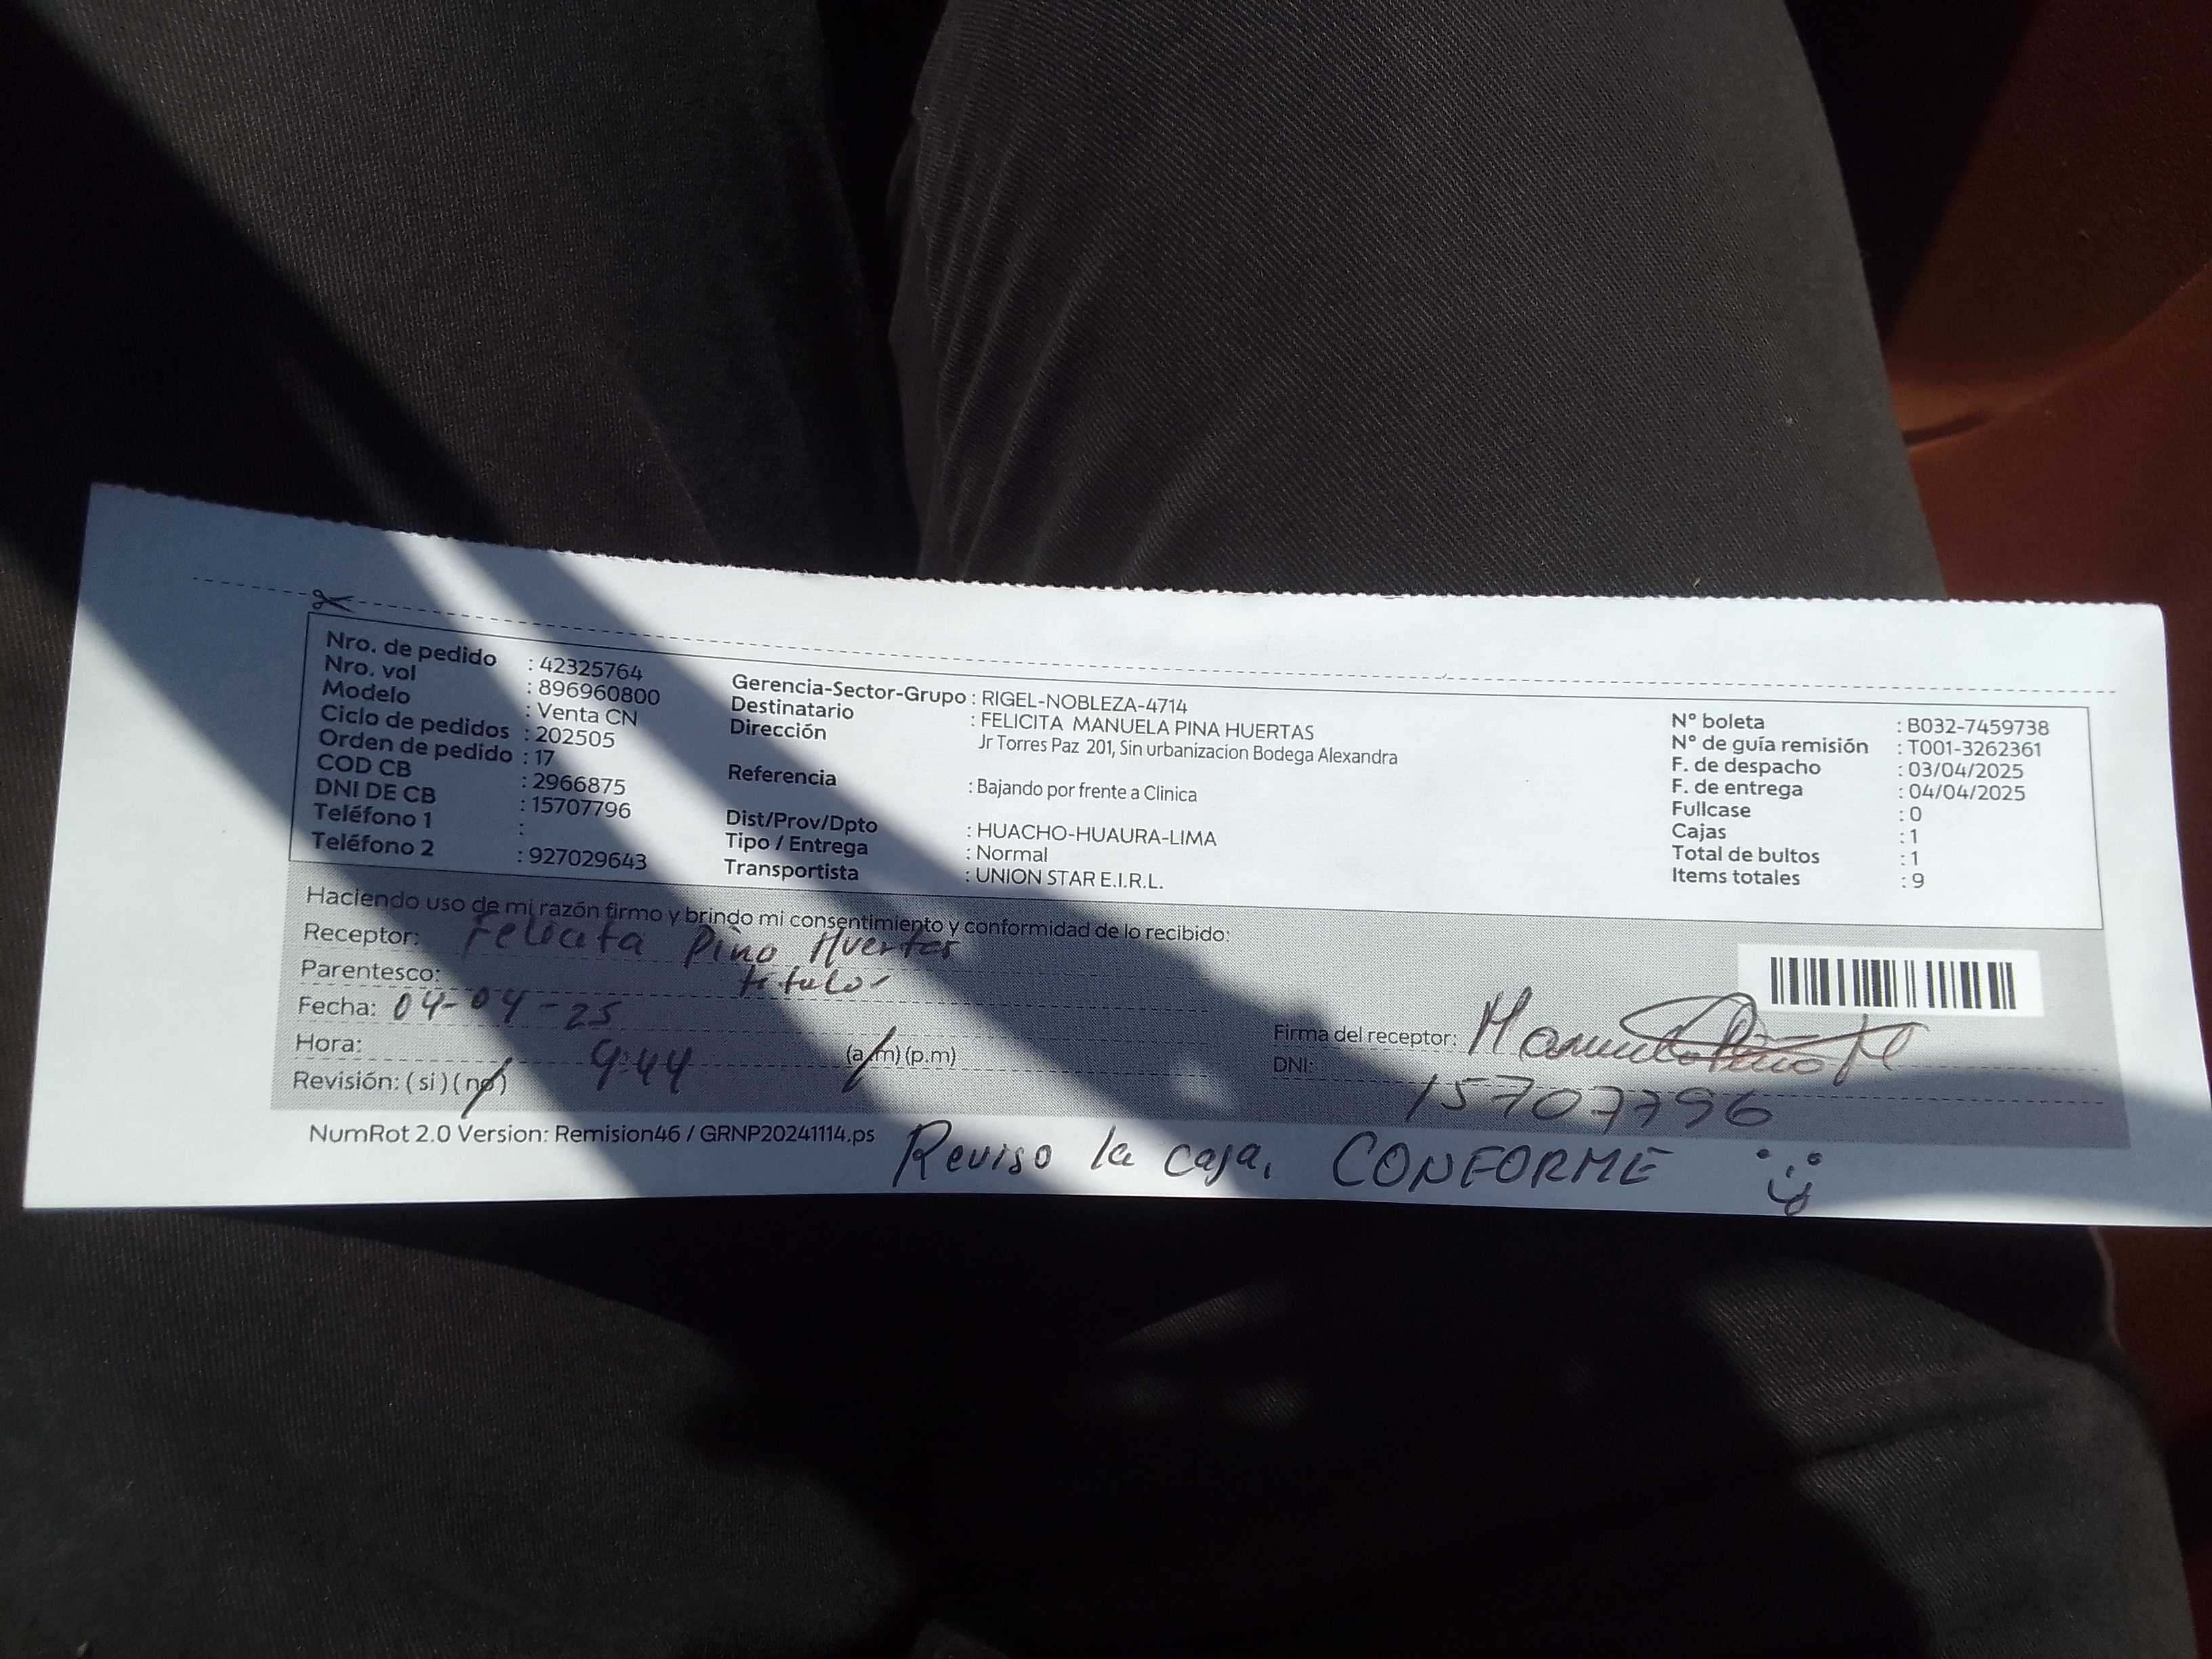 Nro. de pedido : 42325764
Nro. vol : 896960800
Modelo : Venta CN
Ciclo de pedidos : 202505
Orden de pedido : 17
COD CB : 2966875
DNI DE CB : 15707796
Teléfono 1 :
Teléfono 2 : 927029643
Gerencia-Sector-Grupo : RIGEL-NOBLEZA-4714
Destinatario : FELICITA MANUELA PINA HUERTAS
Dirección Jr Torres Paz 201, Sin urbanizacion Bodega Alexandra
Referencia : Bajando por frente a Clinica
Dist/Prov/Dpto : HUACHO-HUAURA-LIMA
Tipo / Entrega : Normal
Transportista : UNION STAR E.I.R.L.
N° boleta : B032-7459738
N° de guía remisión : T001-3262361
F. de despacho : 03/04/2025
F. de entrega : 04/04/2025
Fullcase : 0
Cajas : 1
Total de bultos : 1
Items totales : 9
Haciendo uso de mi razón firmo y brindo mi consentimiento y conformidad de lo recibido:
Receptor: Felicita Pino Huertas
Parentesco: titular
Fecha: 04-04-25
Hora: 9:44 (a/m) (p.m)
Revisión: (si) (no)
Firma del receptor:
DNI: 15707796
NumRot 2.0 Version: Remision46 / GRNP20241114.ps
Reviso la caja, CONFORME